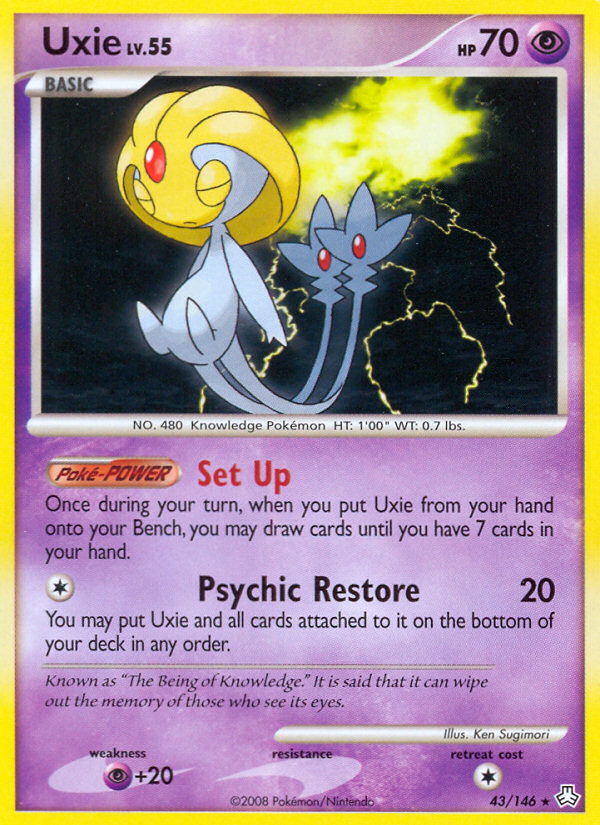 Uxie LV.55
HP 70
BASIC
NO. 480 Knowledge Pokémon HT: 1'00" WT: 0.7 lbs.
Poké-POWER Set Up
Once during your turn, when you put Uxie from your hand
onto your Bench, you may draw cards until you have 7 cards in
your hand.
Psychic Restore 20
You may put Uxie and all cards attached to it on the bottom of
your deck in any order.
Known as “The Being of Knowledge.” It is said that it can wipe
out the memory of those who see its eyes.
Illus. Ken Sugimori
weakness resistance retreat cost
+20
©2008 Pokémon/Nintendo 43/146 ★